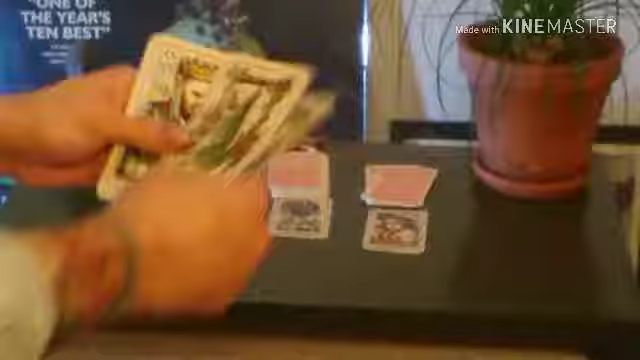 "ONE OF
THE YEAR'S
TEN BEST"
Made with KINEMASTER